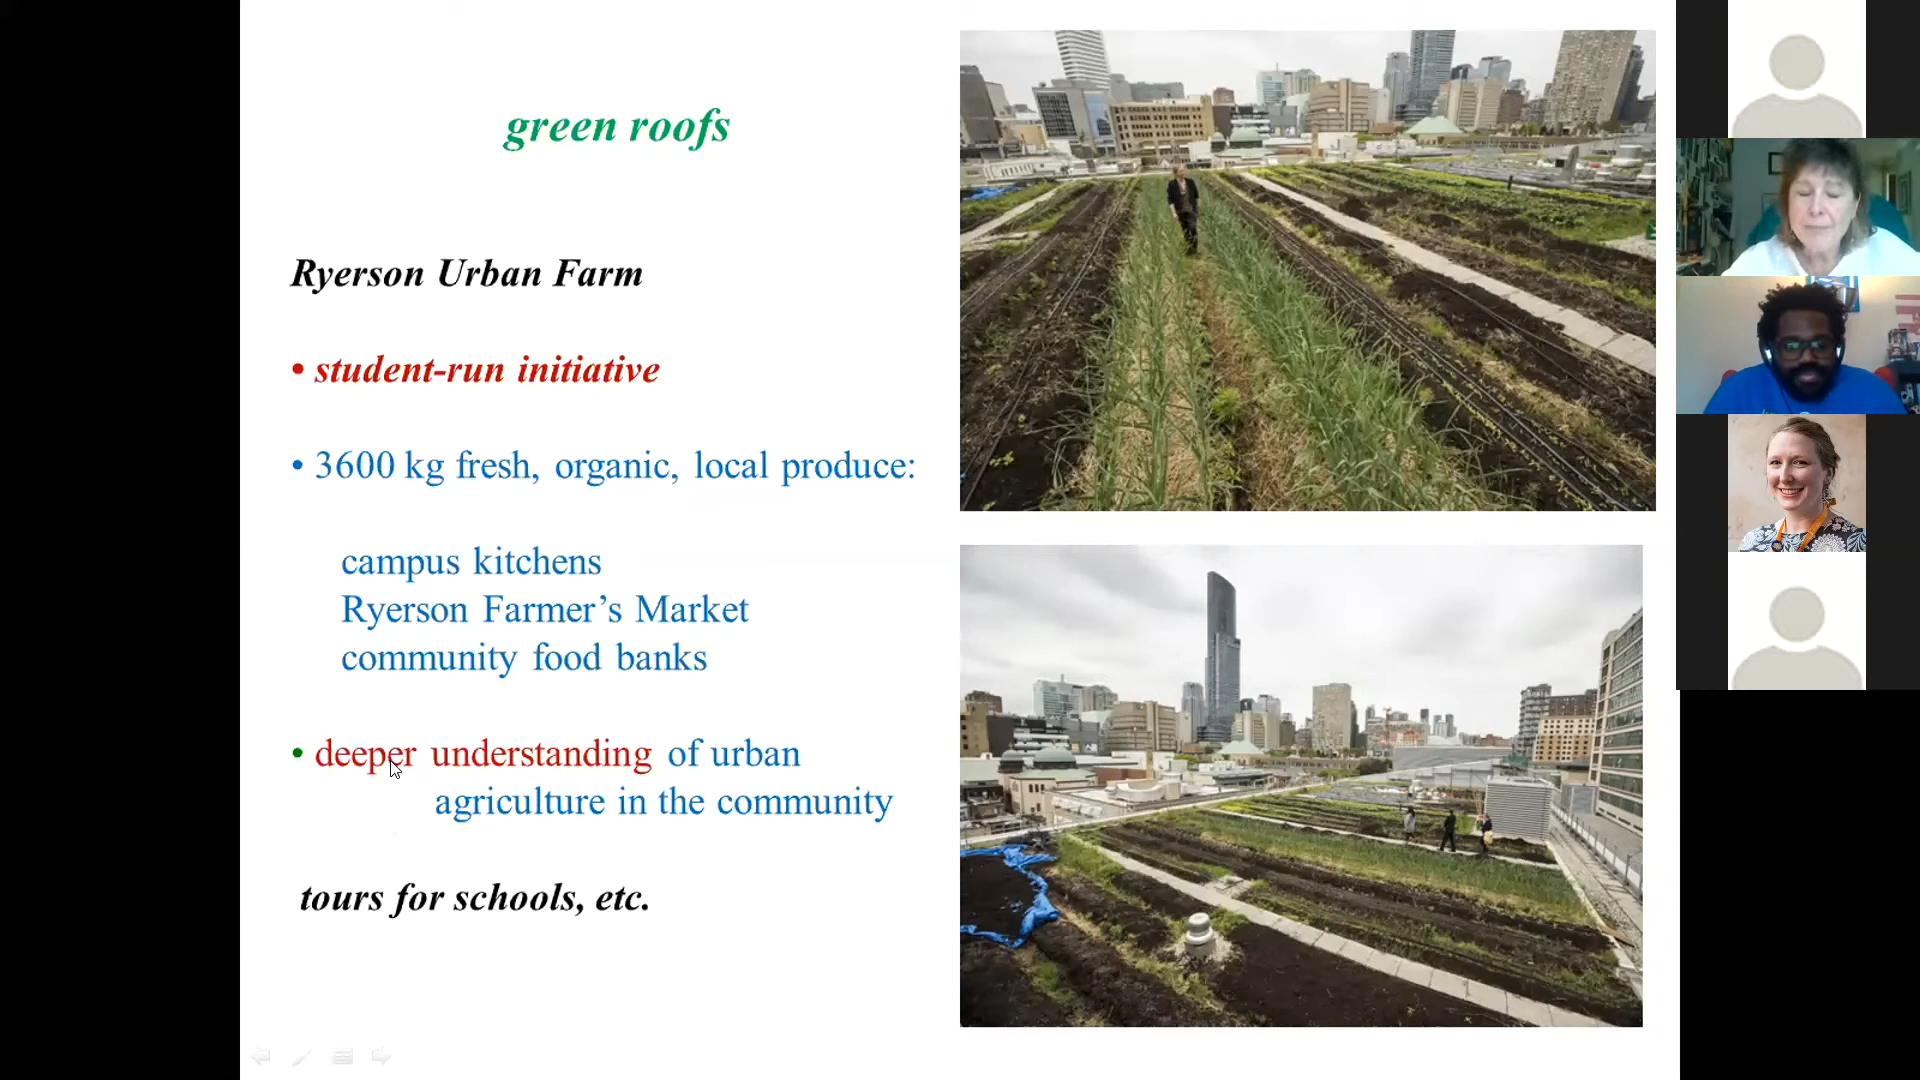 green roofs
Ryerson Urban Farm
• student-run initiative
• 3600 kg fresh, organic, local produce:
campus kitchens
Ryerson Farmer’s Market
community food banks
• deeper understanding of urban
agriculture in the community
tours for schools, etc.